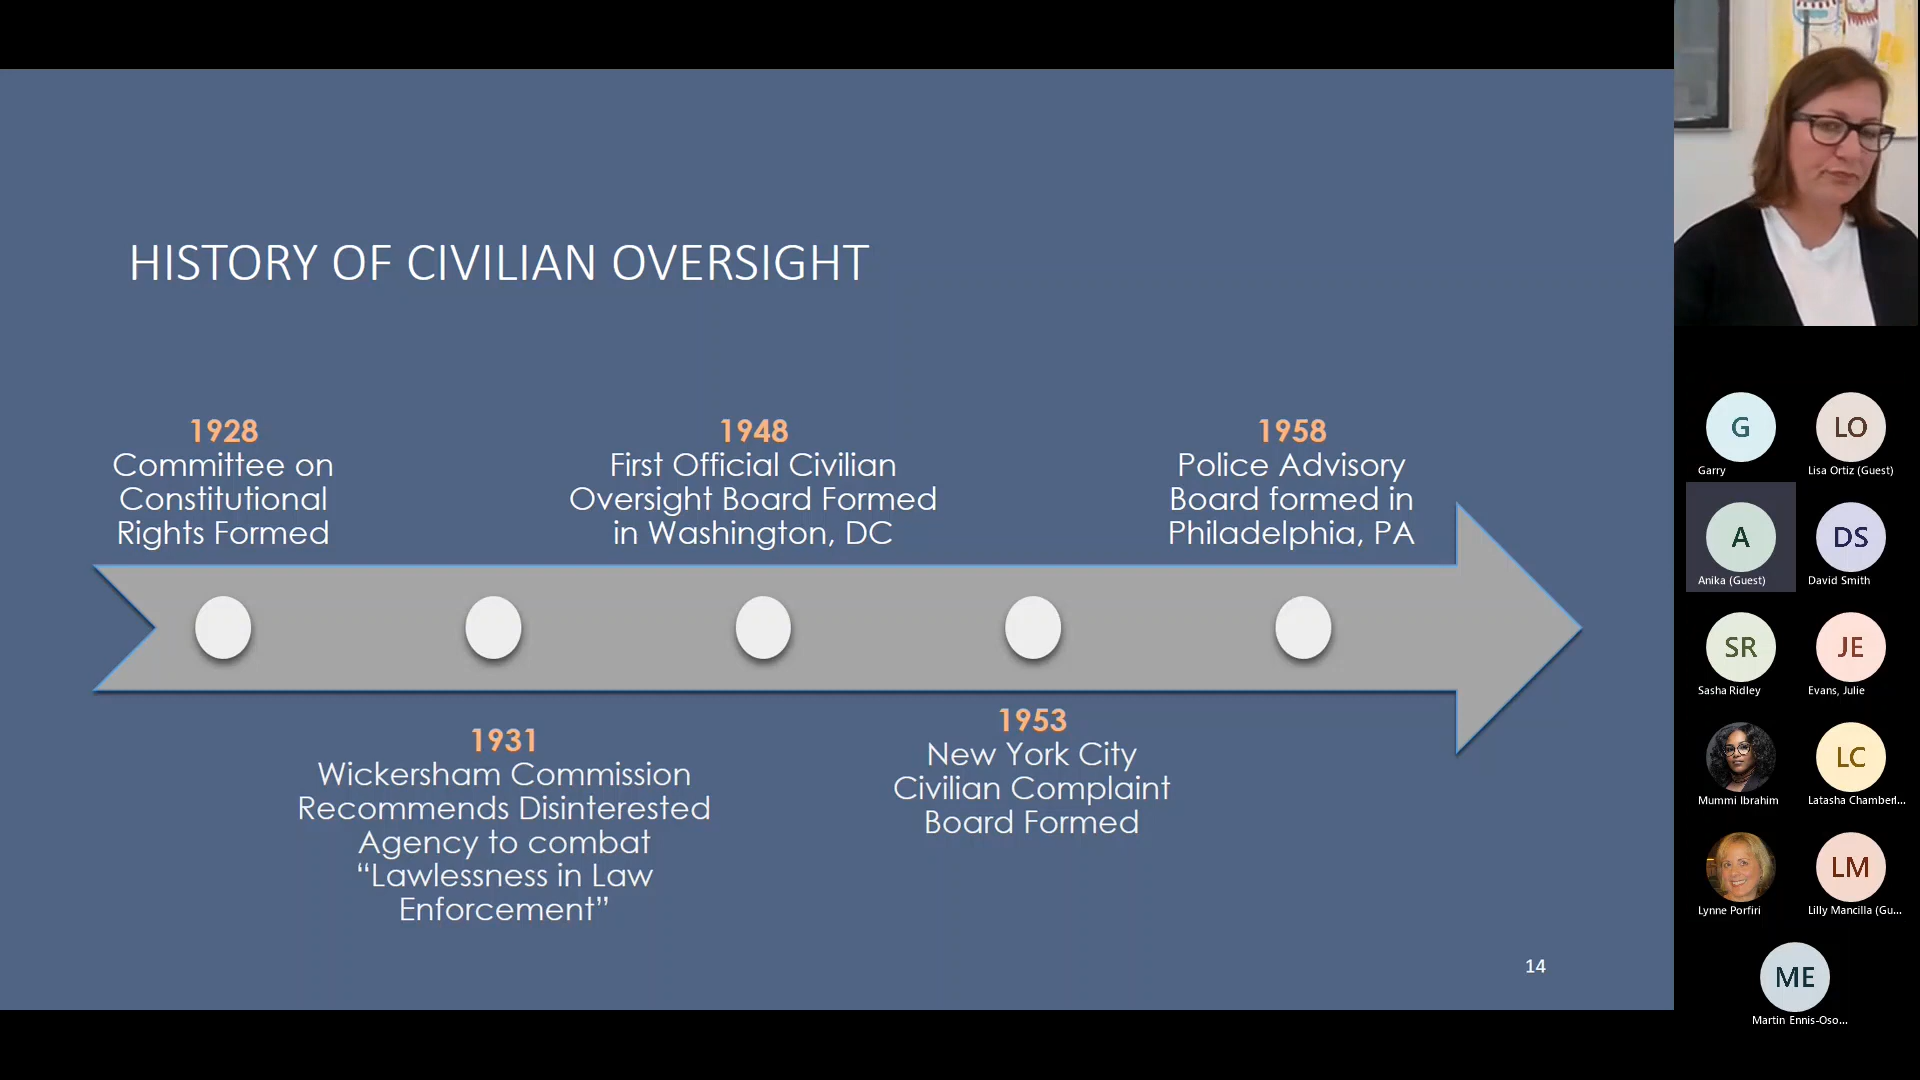 HISTORY OF CIVILIAN OVERSIGHT
1928
Committee on
Constitutional
Rights Formed
1931
Wickersham Commission
Recommends Disinterested
Agency to combat
“Lawlessness in Law
Enforcement”
1948
First Official Civilian
Oversight Board Formed
in Washington, DC
1953
New York City
Civilian Complaint
Board Formed
1958
Police Advisory
Board formed in
Philadelphia, PA
14
G
Garry
LO
Lisa Ortiz (Guest)
A
Anika (Guest)
DS
David Smith
SR
Sasha Ridley
JE
Evans, Julie
Mummi Ibrahim
LC
Latasha Chamberl...
Lynne Porfiri
LM
Lilly Mancilla (Gu...
ME
Martin Ennis-Oso...